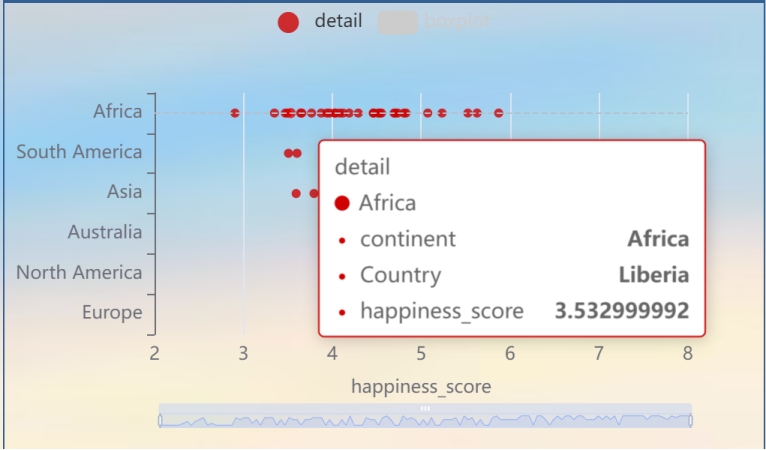 detail boxplot
Africa
South America
Asia
Australia
North America
Europe
detail
Africa
continent Africa
Country Liberia
happiness_score 3.532999992
2 3 4 5 6 7 8
happiness_score